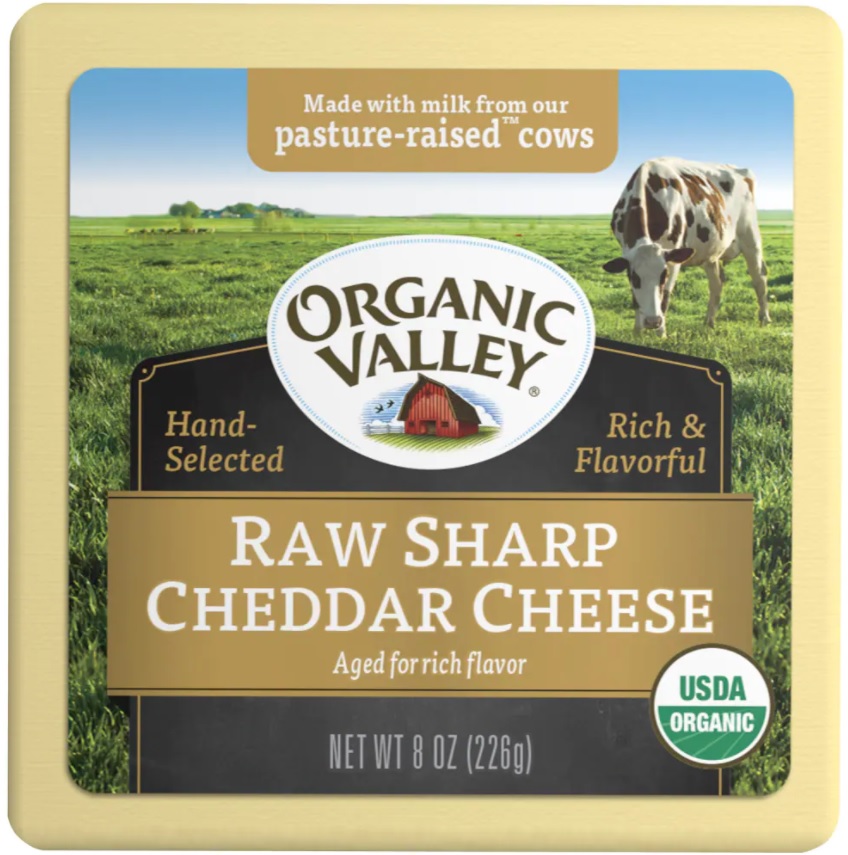 Made with milk from our
pasture-raised™ cows
ORGANIC
VALLEY®
Hand-
Selected
Rich &
Flavorful
RAW SHARP
CHEDDAR CHEESE
Aged for rich flavor
USDA
ORGANIC
NET WT 8 OZ (226g)